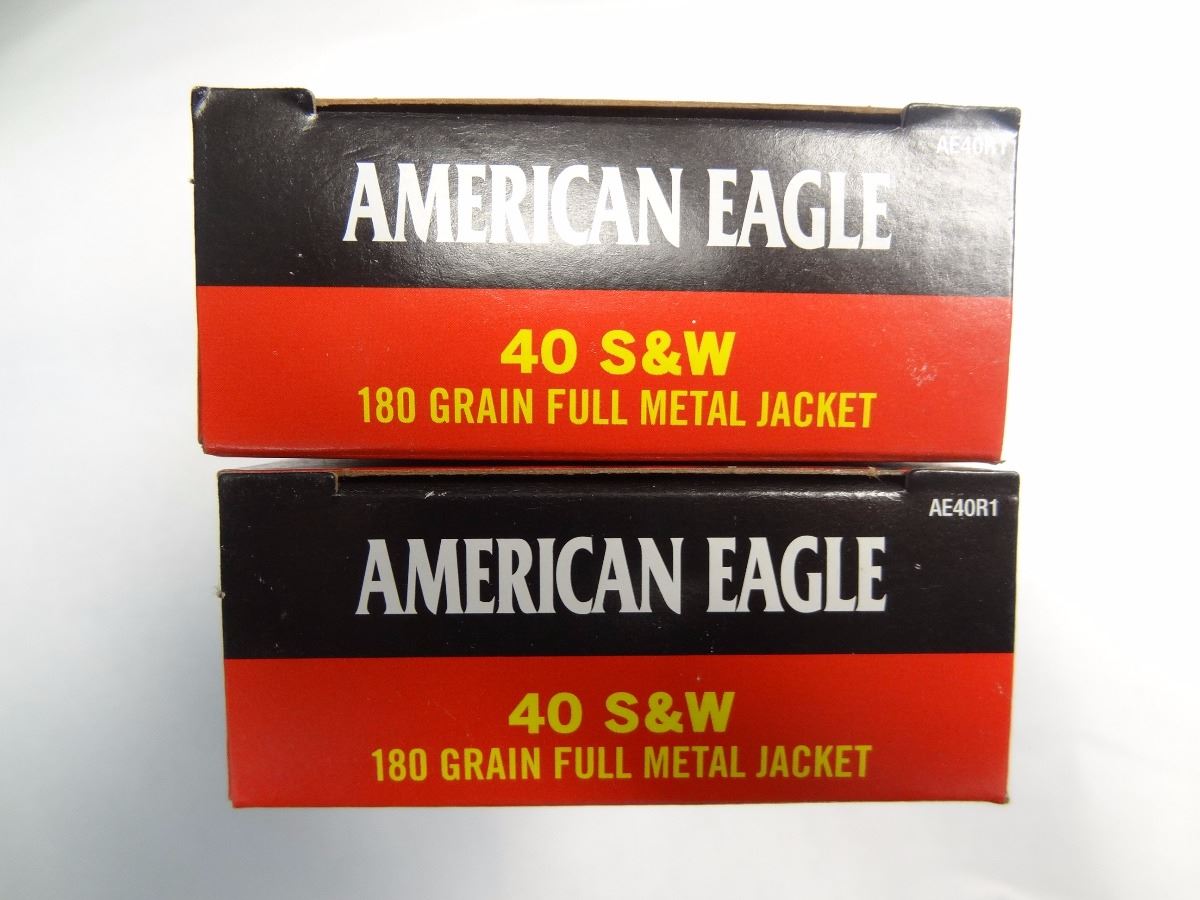 AE40R1
AMERICAN EAGLE
40 S&W
180 GRAIN FULL METAL JACKET
AE40R1
AMERICAN EAGLE
40 S&W
180 GRAIN FULL METAL JACKET